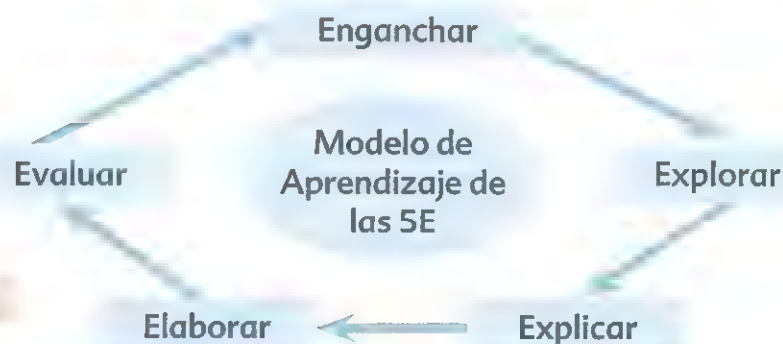 Enganchar
Modelo de
Aprendizaje de
las 5E
Evaluar
Explorar
Elaborar
Explicar